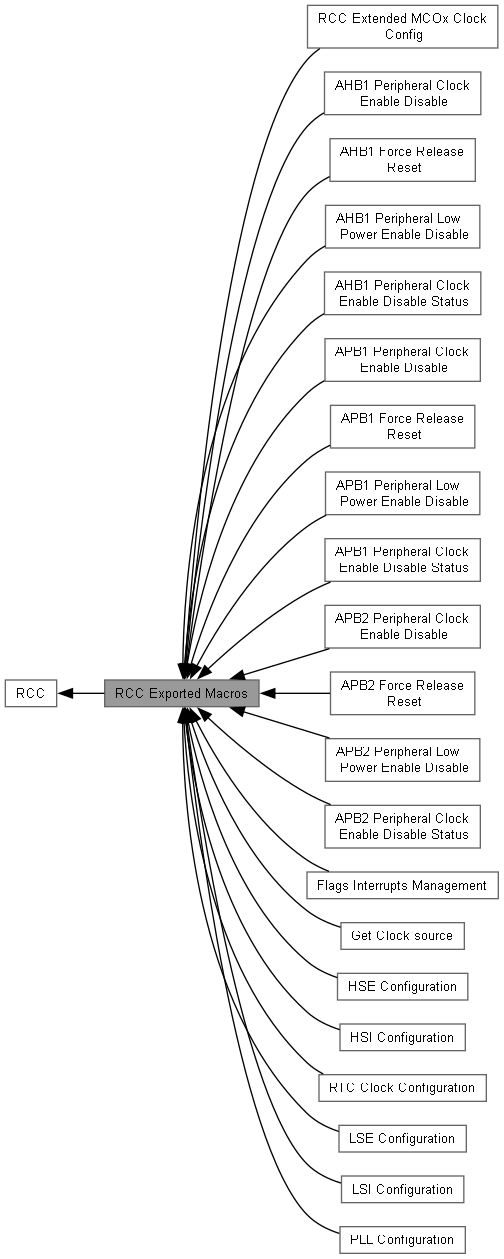 RCC Extended MCOx Clock
Config
AHB1 Peripheral Clock
Enable Disable
AHB1 Force Release
Reset
AHB1 Peripheral Low
Power Enable Disable
AHB1 Peripheral Clock
Enable Disable Status
APB1 Peripheral Clock
Enable Disable
APB1 Force Release
Reset
APB1 Peripheral Low
Power Enable Disable
APB1 Peripheral Clock
Enable Disable Status
APB2 Peripheral Clock
Enable Disable
RCC
RCC Exported Macros
APB2 Force Release
Reset
APB2 Peripheral Low
Power Enable Disable
APB2 Peripheral Clock
Enable Disable Status
Flags Interrupts Management
Get Clock source
HSE Configuration
HSI Configuration
RTC Clock Configuration
LSE Configuration
LSI Configuration
PLL Configuration